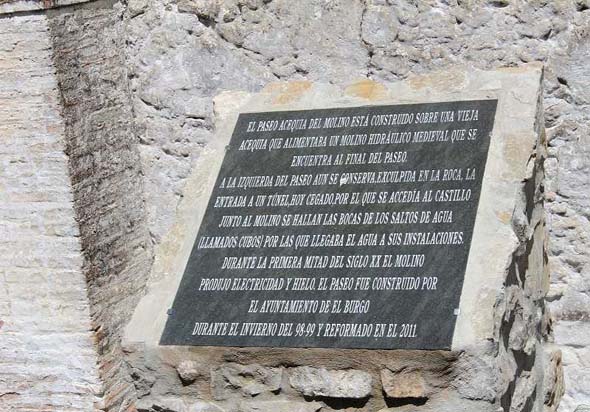 EL PASEO ACEQUIA DEL MOLINO ESTÁ CONSTRUIDO SOBRE UNA VIEJA
ACEQUIA QUE ALIMENTARA UN MOLINO HIDRÁULICO MEDIEVAL QUE SE
ENCUENTRA AL FINAL DEL PASEO.
A LA IZQUIERDA DEL PASEO AUN SE CONSERVA,EXCULPIDA EN LA ROCA, LA
ENTRADA A UN TÚNEL,HOY CEGADO,POR EL QUE SE ACCEDÍA AL CASTILLO
JUNTO AL MOLINO SE HALLAN LAS BOCAS DE LOS SALTOS DE AGUA
(LLAMADOS CUBOS) POR LAS QUE LLEGARA EL AGUA A SUS INSTALACIONES.
DURANTE LA PRIMERA MITAD DEL SIGLO XX EL MOLINO
PRODUJO ELECTRICIDAD Y HIELO. EL PASEO FUE CONSTRUIDO POR
EL AYUNTAMIENTO DE EL BURGO
DURANTE EL INVIERNO DEL 98-99 Y REFORMADO EN EL 2011.